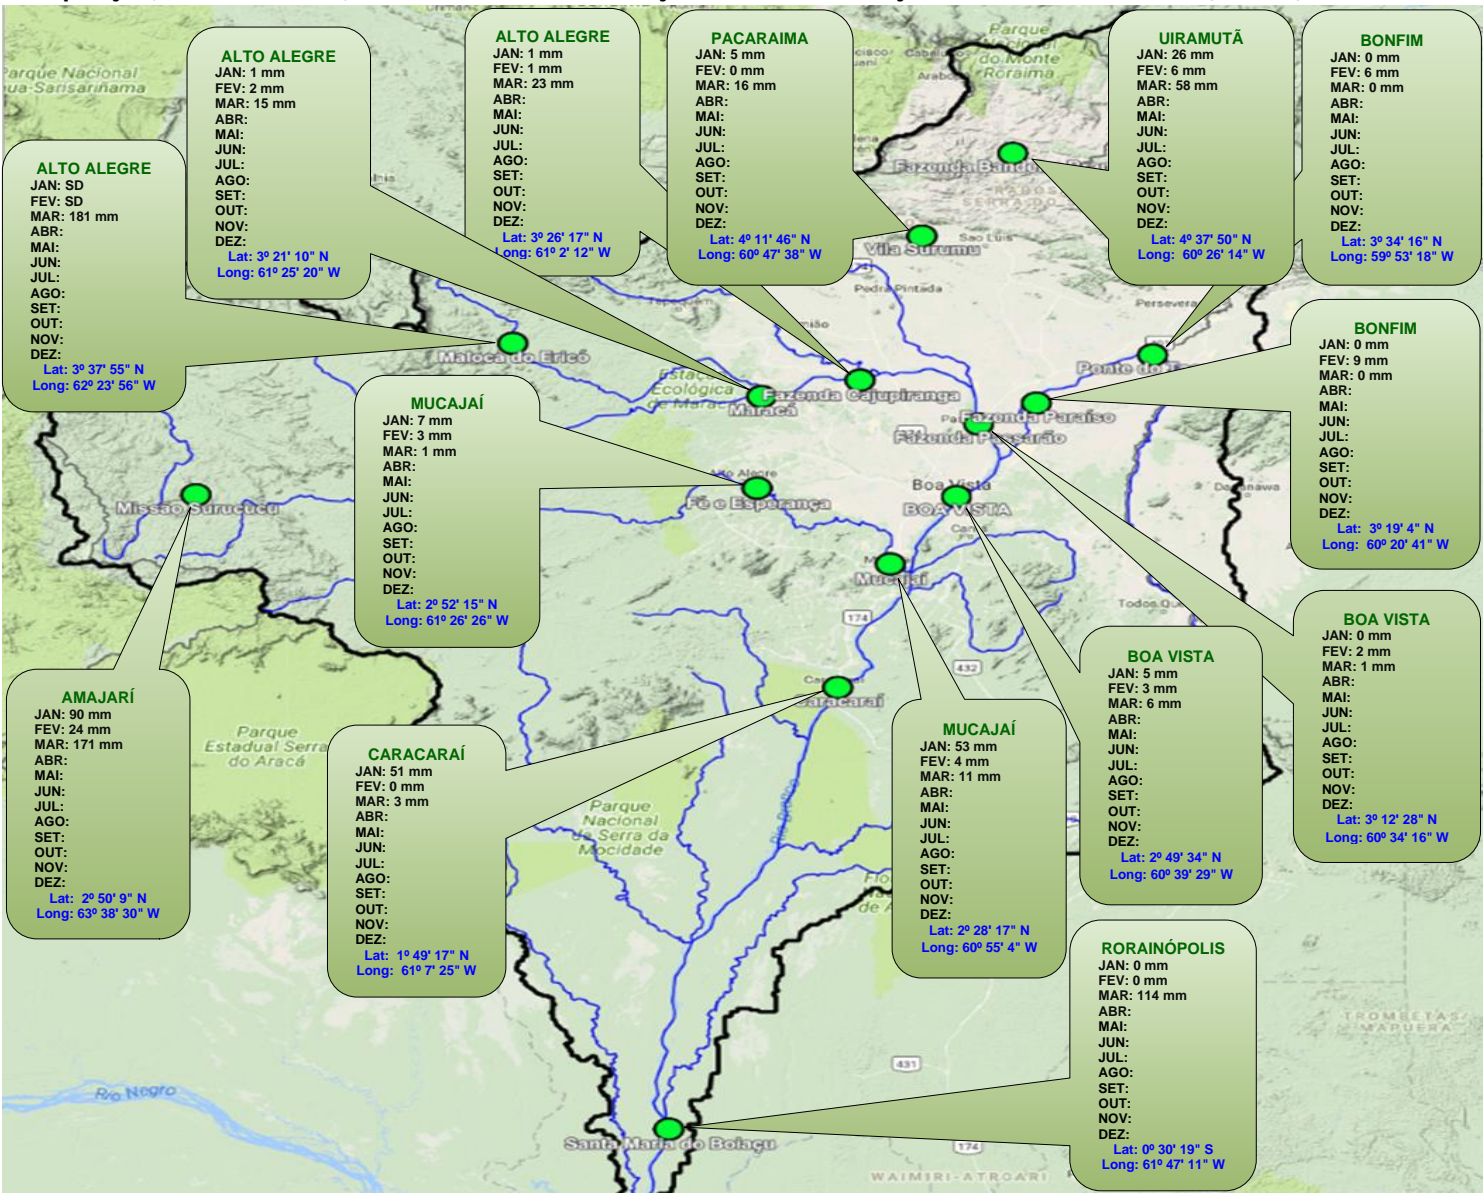 ALTO ALEGRE
JAN: 1 mm
FEV: 2 mm
MAR: 15 mm
ABR:
MAI:
JUN:
JUL:
AGO:
SET:
OUT:
NOV:
DEZ:
Lat: 3º 21' 10" N
Long: 61º 25' 20" W
ALTO ALEGRE
JAN: 1 mm
FEV: 1 mm
MAR: 23 mm
ABR:
MAI:
JUN:
JUL:
AGO:
SET:
OUT:
NOV:
DEZ:
Lat: 3º 26' 17" N
Long: 61º 2' 12" W
PACARAIMA
JAN: 5 mm
FEV: 0 mm
MAR: 16 mm
ABR:
MAI:
JUN:
JUL:
AGO:
SET:
OUT:
NOV:
DEZ:
Lat: 4º 11' 46" N
Long: 60º 47' 38" W
UIRAMUTÃ
JAN: 26 mm
FEV: 6 mm
MAR: 58 mm
ABR:
MAI:
JUN:
JUL:
AGO:
SET:
OUT:
NOV:
DEZ:
Lat: 4º 37' 50" N
Long: 60º 26' 14" W
BONFIM
JAN: 0 mm
FEV: 6 mm
MAR: 0 mm
ABR:
MAI:
JUN:
JUL:
AGO:
SET:
OUT:
NOV:
DEZ:
Lat: 3º 34' 16" N
Long: 59º 53' 18" W
ALTO ALEGRE
JAN: SD
FEV: SD
MAR: 181 mm
ABR:
MAI:
JUN:
JUL:
AGO:
SET:
OUT:
NOV:
DEZ:
Lat: 3º 37' 55" N
Long: 62º 23' 56" W
BONFIM
JAN: 0 mm
FEV: 9 mm
MAR: 0 mm
ABR:
MAI:
JUN:
JUL:
AGO:
SET:
OUT:
NOV:
DEZ:
Lat: 3º 19' 4" N
Long: 60º 20' 41" W
MUCAJAÍ
JAN: 7 mm
FEV: 3 mm
MAR: 1 mm
ABR:
MAI:
JUN:
JUL:
AGO:
SET:
OUT:
NOV:
DEZ:
Lat: 2º 52' 15" N
Long: 61º 26' 26" W
BOA VISTA
JAN: 0 mm
FEV: 2 mm
MAR: 1 mm
ABR:
MAI:
JUN:
JUL:
AGO:
SET:
OUT:
NOV:
DEZ:
Lat: 3º 12' 28" N
Long: 60º 34' 16" W
BOA VISTA
JAN: 5 mm
FEV: 3 mm
MAR: 6 mm
ABR:
MAI:
JUN:
JUL:
AGO:
SET:
OUT:
NOV:
DEZ:
Lat: 2º 49' 34" N
Long: 60º 39' 29" W
AMAJARÍ
JAN: 90 mm
FEV: 24 mm
MAR: 171 mm
ABR:
MAI:
JUN:
JUL:
AGO:
SET:
OUT:
NOV:
DEZ:
Lat: 2º 50' 9" N
Long: 63º 38' 30" W
CARACARAÍ
JAN: 51 mm
FEV: 0 mm
MAR: 3 mm
ABR:
MAI:
JUN:
JUL:
AGO:
SET:
OUT:
NOV:
DEZ:
Lat: 1º 49' 17" N
Long: 61º 7' 25" W
MUCAJAÍ
JAN: 53 mm
FEV: 4 mm
MAR: 11 mm
ABR:
MAI:
JUN:
JUL:
AGO:
SET:
OUT:
NOV:
DEZ:
Lat: 2º 28' 17" N
Long: 60º 55' 4" W
RORAINÓPOLIS
JAN: 0 mm
FEV: 0 mm
MAR: 114 mm
ABR:
MAI:
JUN:
JUL:
AGO:
SET:
OUT:
NOV:
DEZ:
Lat: 0º 30' 19" S
Long: 61º 47' 11" W
Parque
do Monte
Roraima
Fazenda
Vila Surumu
Sao Luis
Pedra Pintada
Persevera
Maloca do Ericó
Ecológica
Maracá
Fazenda Cajupiranga
Ponte do
Fazenda Paraíso
Fazenda Passarão
Alto Alegre
Fé e Esperança
Boa Vista
BOA VISTA
Missão Surucucu
Mucajaí
174
432
Caracaraí
Parque
Estadual Serra
do Aracá
Parque
Nacional
da Serra da
Mocidade
Rio Branco
431
TROMBETAS/
MAPUERA
Rio Negro
Santa Maria do Boiaçu
174
WAIMIRI-ATROARI